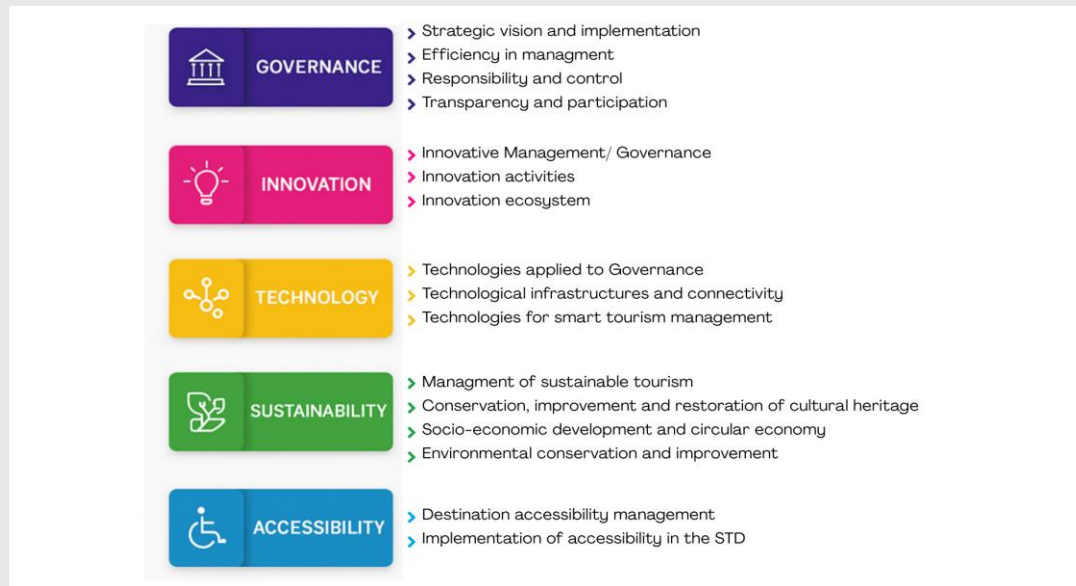 GOVERNANCE
Strategic vision and implementation
Efficiency in managment
Responsibility and control
Transparency and participation
INNOVATION
Innovative Management/ Governance
Innovation activities
Innovation ecosystem
TECHNOLOGY
Technologies applied to Governance
Technological infrastructures and connectivity
Technologies for smart tourism management
SUSTAINABILITY
Managment of sustainable tourism
Conservation, improvement and restoration of cultural heritage
Socio-economic development and circular economy
Environmental conservation and improvement
ACCESSIBILITY
Destination accessibility management
Implementation of accessibility in the STD